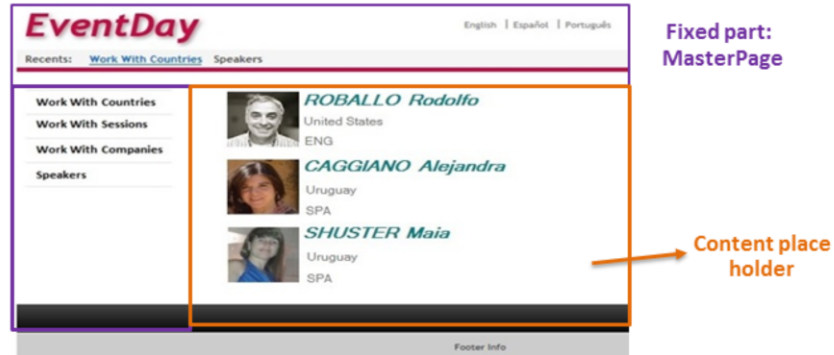 EventDay
English | Español | Português
Fixed part:
MasterPage
Recents: Work With Countries Speakers
Work With Countries
Work With Sessions
Work With Companies
Speakers
ROBALLO Rodolfo
United States
ENG
CAGGIANO Alejandra
Uruguay
SPA
SHUSTER Maia
Uruguay
SPA
Content place
holder
Footer Info